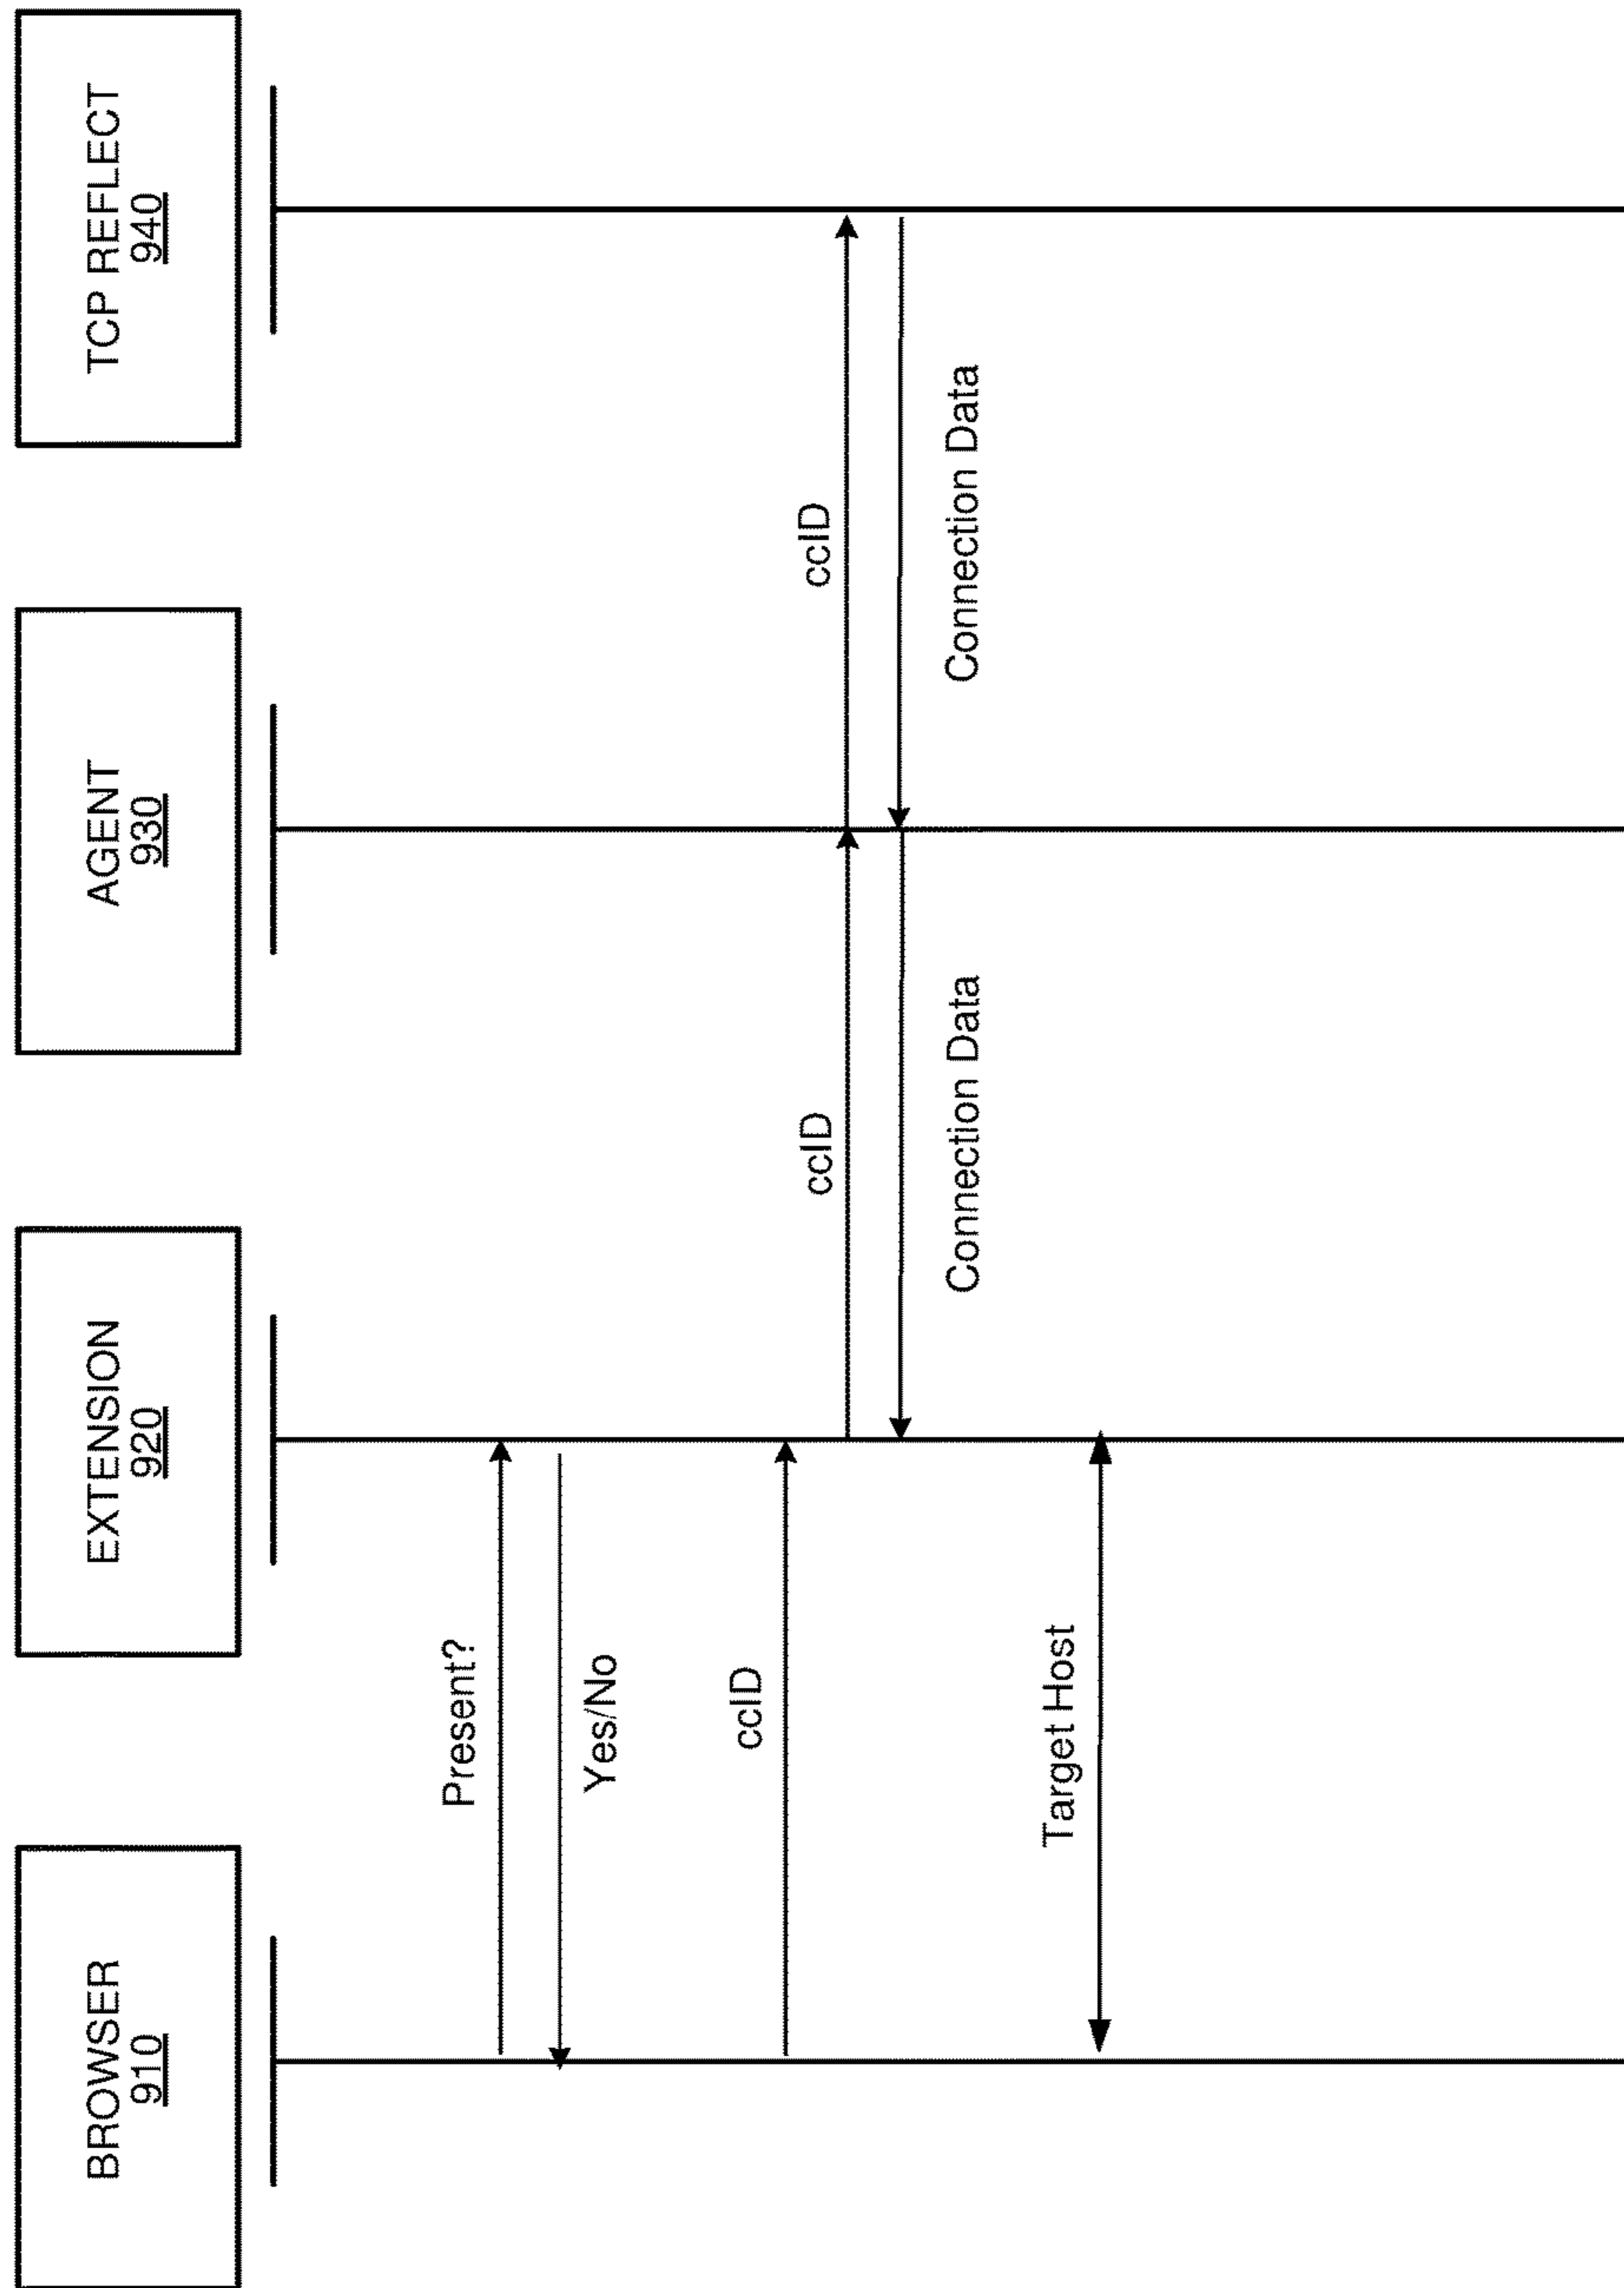 BROWSER
910
EXTENSION
920
AGENT
930
TCP REFLECT
940
Present?
Yes/No
ccID
ccID
ccID
Connection Data
Connection Data
Target Host